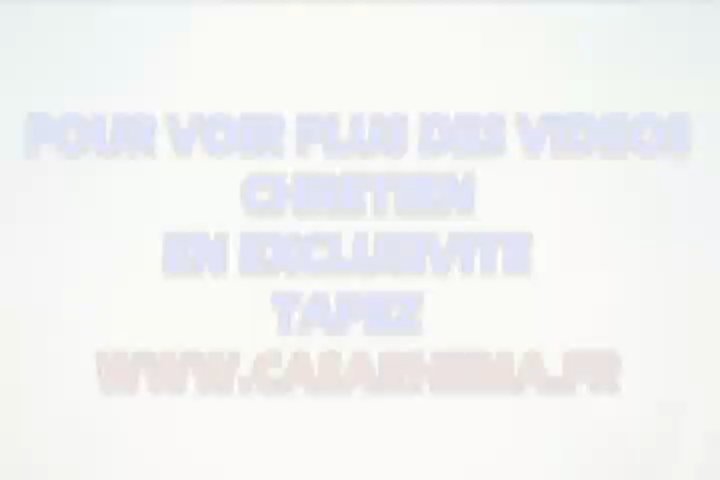 POUR VOIR PLUS DES VIDEOS
CHRETIEN
EN EXCLUSIVITE
TAPEZ